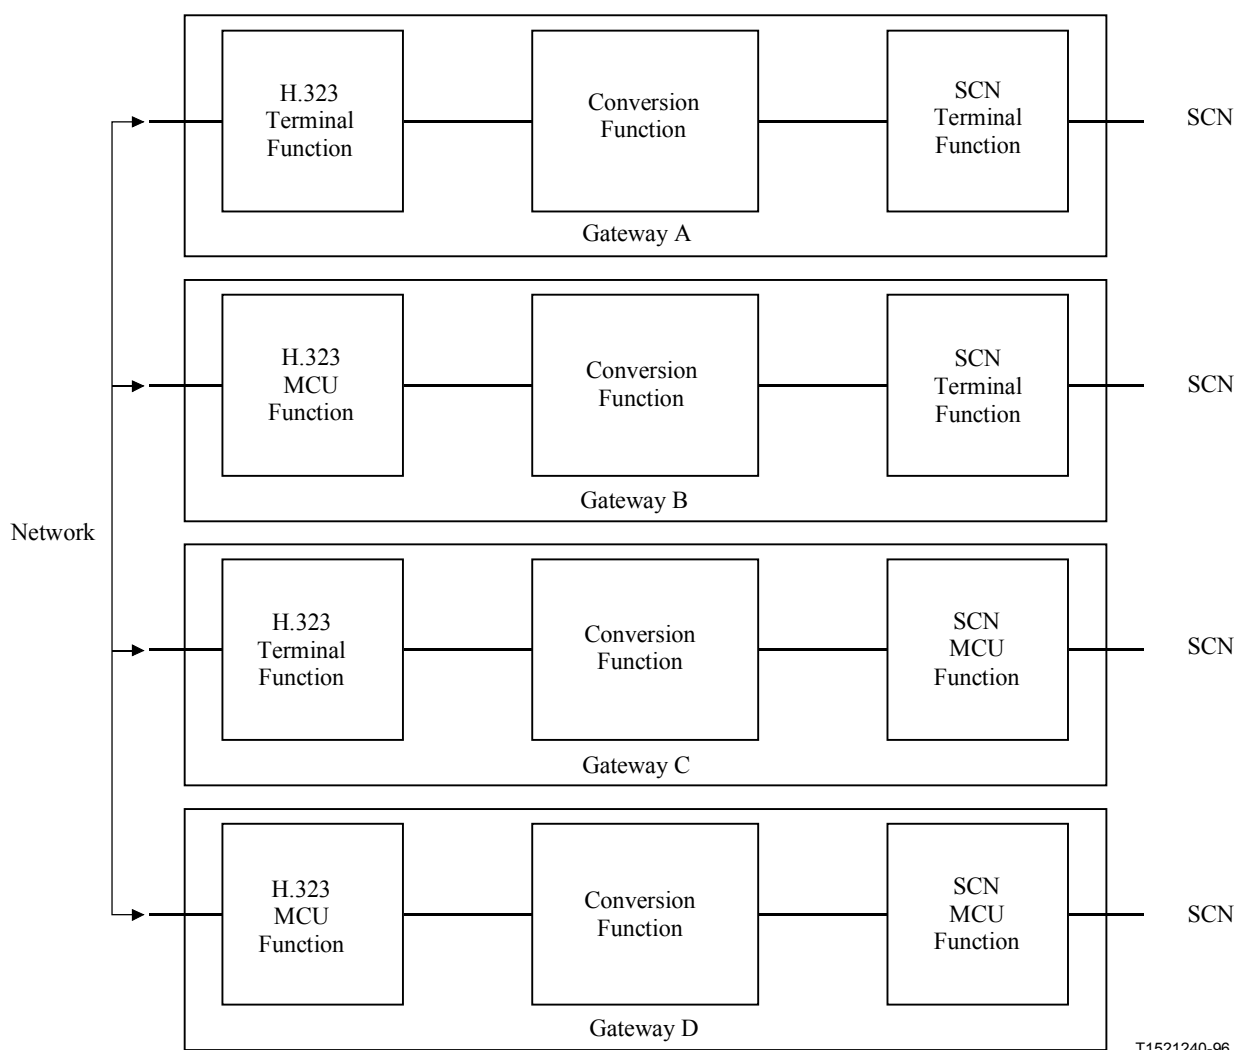 H.323
Terminal
Function
Conversion
Function
SCN
Terminal
Function
SCN
Gateway A
H.323
MCU
Function
Conversion
Function
SCN
Terminal
Function
SCN
Gateway B
Network
H.323
Terminal
Function
Conversion
Function
SCN
MCU
Function
SCN
Gateway C
H.323
MCU
Function
Conversion
Function
SCN
MCU
Function
SCN
Gateway D
T1521240-96